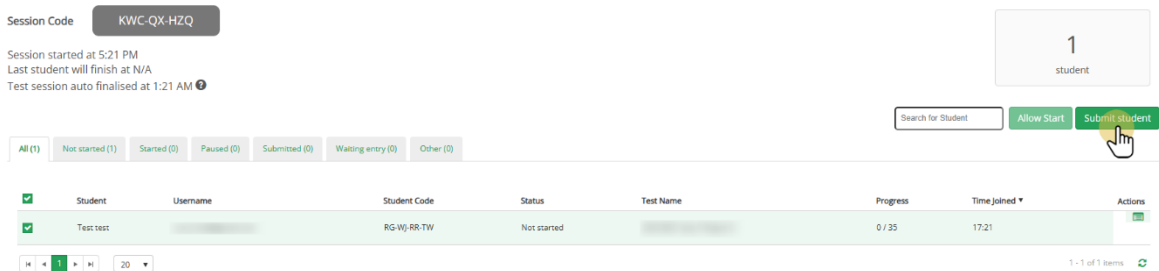 Session Code KWC-QX-HZQ
Session started at 5:21 PM
Last student will finish at N/A
Test session auto finalised at 1:21 AM ?
1
student
Search for Student Allow Start Submit student
All (1) Not started (1) Started (0) Paused (0) Submitted (0) Waiting entry (0) Other (0)
Student Username Student Code Status Test Name Progress Time Joined ▼ Actions
Test test RG-WJ-RR-TW Not started 0 / 35 17:21
1 20 ▼ 1 - 1 of 1 items